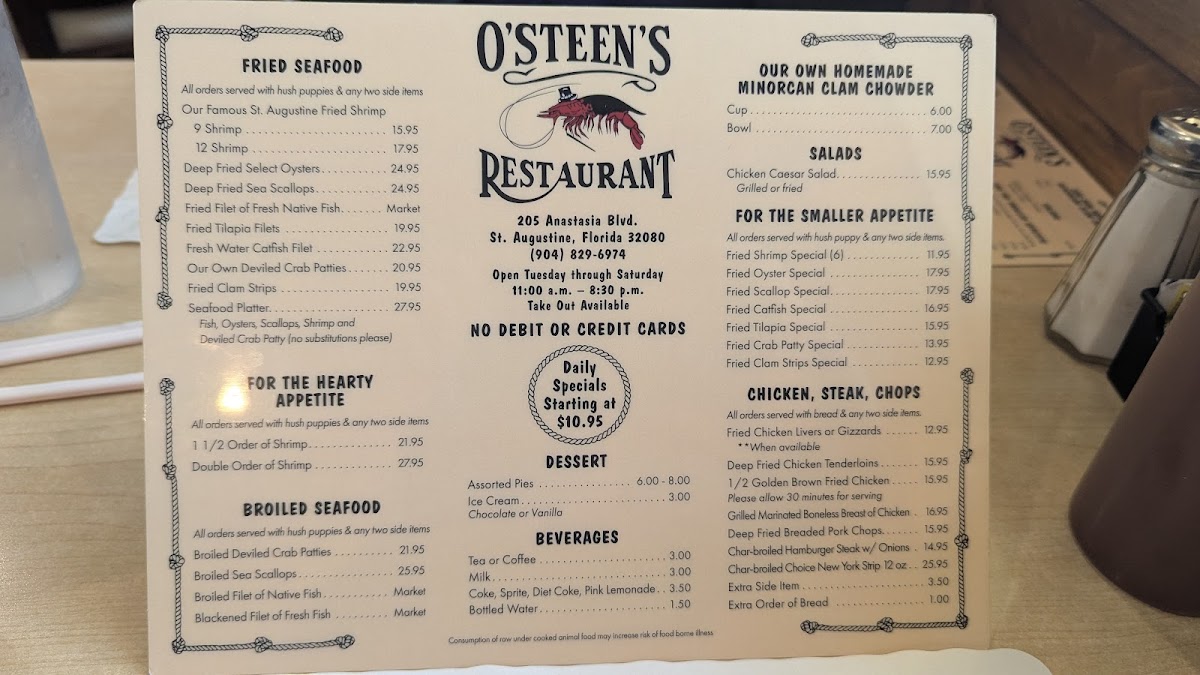 O'STEEN'S
RESTAURANT
205 Anastasia Blvd.
St. Augustine, Florida 32080
(904) 829-6974
Open Tuesday through Saturday
11:00 a.m. – 8:30 p.m.
Take Out Available
NO DEBIT OR CREDIT CARDS
Daily
Specials
Starting at
$10.95
FRIED SEAFOOD
All orders served with hush puppies & any two side items
Our Famous St. Augustine Fried Shrimp
9 Shrimp 15.95
12 Shrimp 17.95
Deep Fried Select Oysters 24.95
Deep Fried Sea Scallops 24.95
Fried Filet of Fresh Native Fish Market
Fried Tilapia Filets 19.95
Fresh Water Catfish Filet 22.95
Our Own Deviled Crab Patties 20.95
Fried Clam Strips 19.95
Seafood Platter 27.95
Fish, Oysters, Scallops, Shrimp and
Deviled Crab Patty (no substitutions please)
FOR THE HEARTY
APPETITE
All orders served with hush puppies & any two side items
1 1/2 Order of Shrimp 21.95
Double Order of Shrimp 27.95
BROILED SEAFOOD
All orders served with hush puppies & any two side items
Broiled Deviled Crab Patties 21.95
Broiled Sea Scallops 25.95
Broiled Filet of Native Fish Market
Blackened Filet of Fresh Fish Market
DESSERT
Assorted Pies 6.00 - 8.00
Ice Cream 3.00
Chocolate or Vanilla
BEVERAGES
Tea or Coffee 3.00
Milk 3.00
Coke, Sprite, Diet Coke, Pink Lemonade 3.50
Bottled Water 1.50
Consumption of raw under cooked animal food may increase risk of food borne illness
OUR OWN HOMEMADE
MINORCAN CLAM CHOWDER
Cup 6.00
Bowl 7.00
SALADS
Chicken Caesar Salad 15.95
Grilled or fried
FOR THE SMALLER APPETITE
All orders served with hush puppy & any two side items.
Fried Shrimp Special (6) 11.95
Fried Oyster Special 17.95
Fried Scallop Special 17.95
Fried Catfish Special 16.95
Fried Tilapia Special 15.95
Fried Crab Patty Special 13.95
Fried Clam Strips Special 12.95
CHICKEN, STEAK, CHOPS
All orders served with bread & any two side items.
Fried Chicken Livers or Gizzards 12.95
**When available
Deep Fried Chicken Tenderloins 15.95
1/2 Golden Brown Fried Chicken 15.95
Please allow 30 minutes for serving
Grilled Marinated Boneless Breast of Chicken 16.95
Deep Fried Breaded Pork Chops 15.95
Char-broiled Hamburger Steak w/ Onions 14.95
Char-broiled Choice New York Strip 12 oz 25.95
Extra Side Item 3.50
Extra Order of Bread 1.00